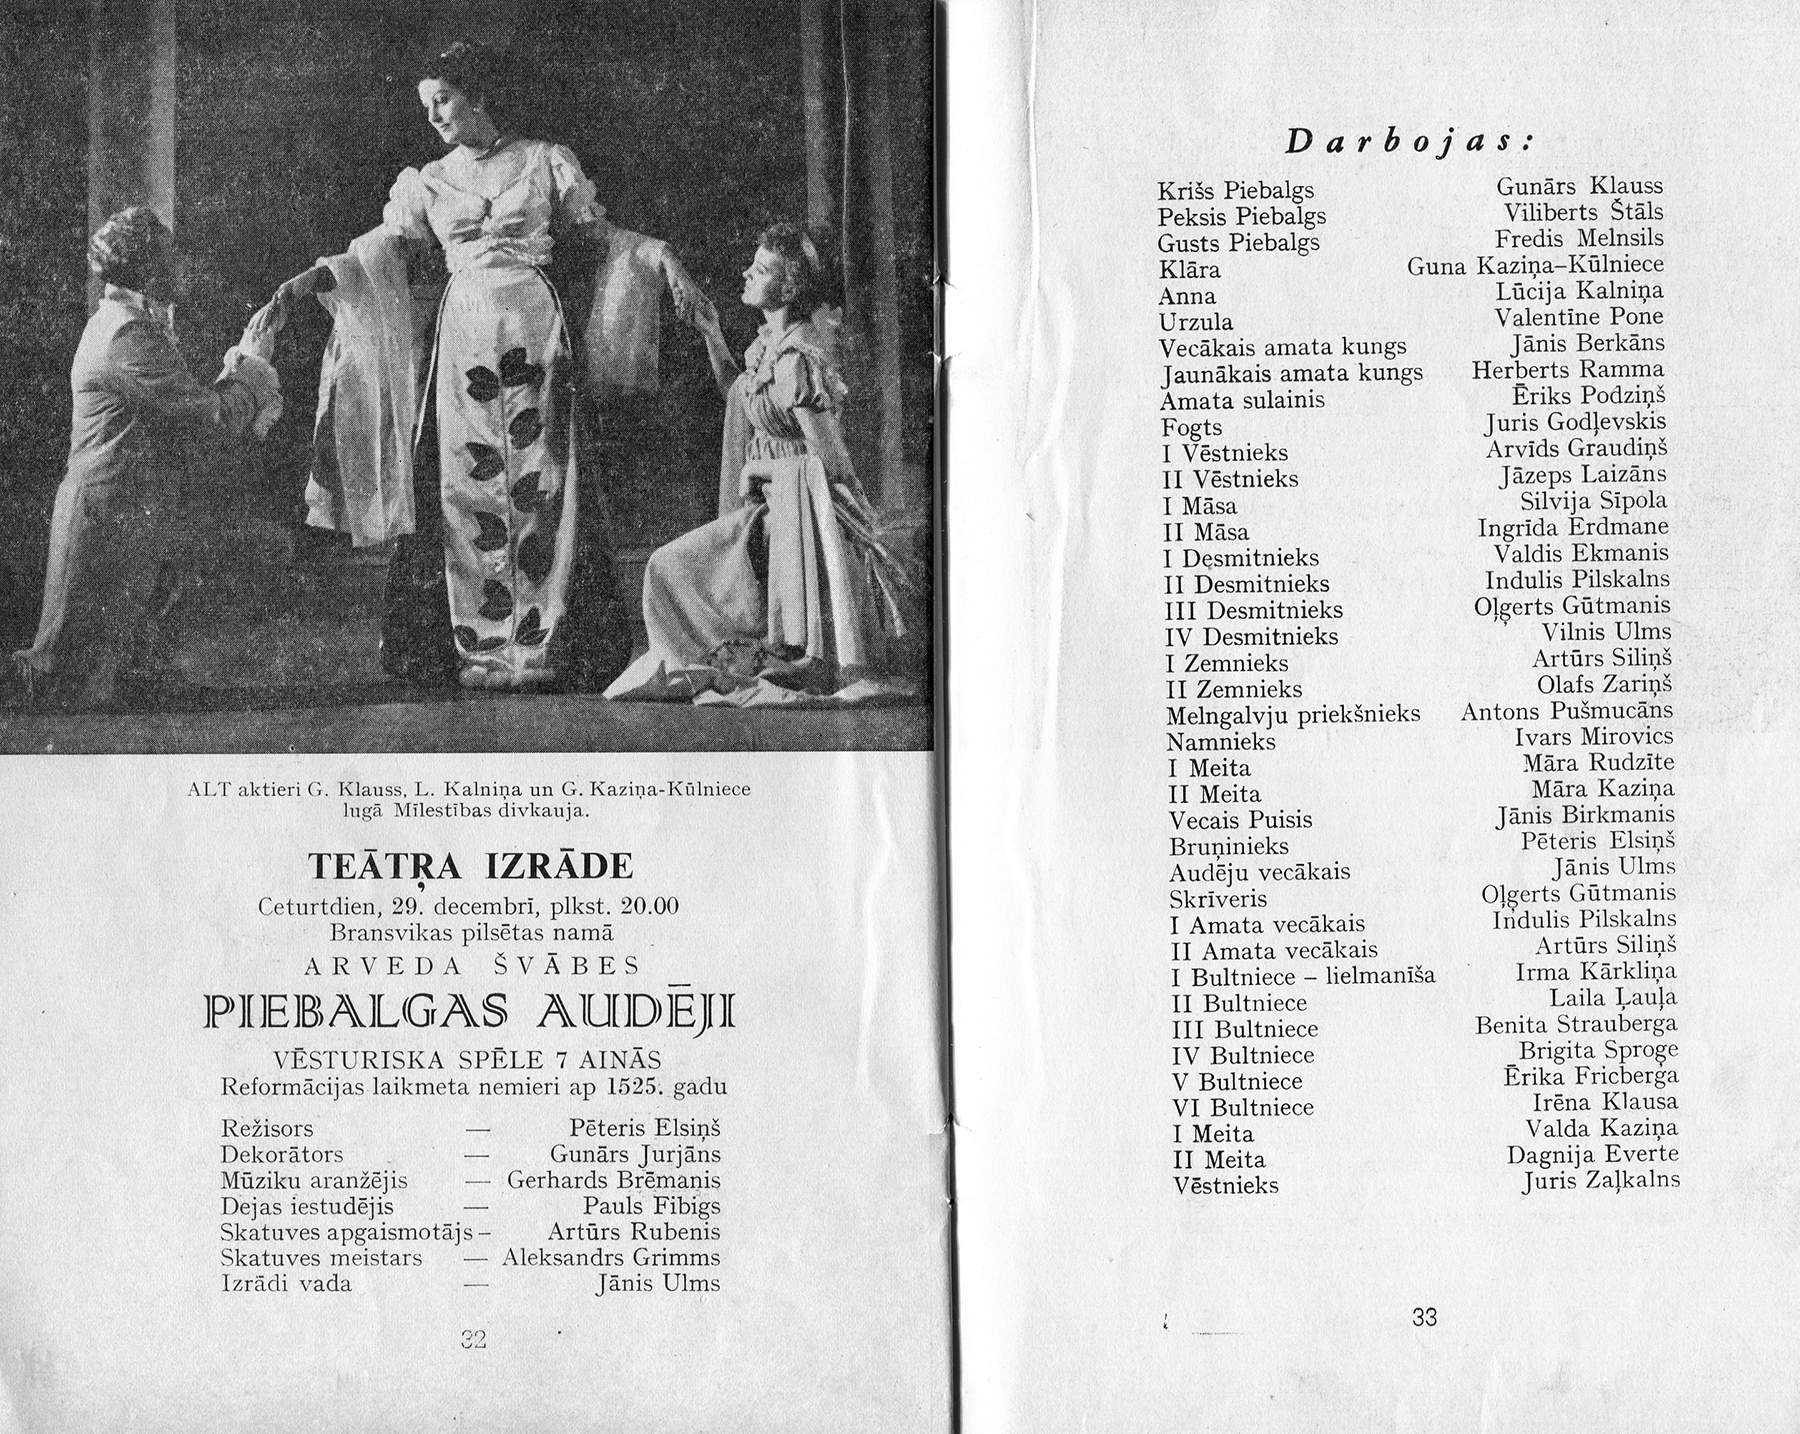 ALT aktieri G. Klauss, L. Kalniņa un G. Kaziņa-Kūlniece
lugā Mīlestības divkauja.
TEĀTŖA IZRĀDE
Ceturtdien, 29. decembrī, plkst. 20.00
Bransvikas pilsētas namā
ARVEDA ŠVĀBES
PIEBALGAS AUDĒJI
VĒSTURISKA SPĒLE 7 AINĀS
Reformācijas laikmeta nemieri ap 1525. gadu
Režisors — Pēteris Elsiņš
Dekorātors — Gunārs Jurjāns
Mūziku aranžējis — Gerhards Brēmanis
Dejas iestudējis — Pauls Fibigs
Skatuves apgaismotājs – Artūrs Rubenis
Skatuves meistars — Aleksandrs Grimms
Izrādi vada — Jānis Ulms
32
Darbojas:
Krišs Piebalgs Gunārs Klauss
Peksis Piebalgs Viliberts Štāls
Gusts Piebalgs Fredis Melnsils
Klāra Guna Kaziņa–Kūlniece
Anna Lūcija Kalniņa
Urzula Valentīne Pone
Vecākais amata kungs Jānis Berkāns
Jaunākais amata kungs Herberts Ramma
Amata sulainis Ēriks Podziņš
Fogts Juris Godļevskis
I Vēstnieks Arvīds Graudiņš
II Vēstnieks Jāzeps Laizāns
I Māsa Silvija Sīpola
II Māsa Ingrīda Erdmane
I Desmitnieks Valdis Ekmanis
II Desmitnieks Indulis Pilskalns
III Desmitnieks Oļģerts Gūtmanis
IV Desmitnieks Vilnis Ulms
I Zemnieks Artūrs Siliņš
II Zemnieks Olafs Zariņš
Melngalvju priekšnieks Antons Pušmucāns
Namnieks Ivars Mirovics
I Meita Māra Rudzīte
II Meita Māra Kaziņa
Vecais Puisis Jānis Birkmanis
Bruņinieks Pēteris Elsiņš
Audēju vecākais Jānis Ulms
Skrīveris Oļģerts Gūtmanis
I Amata vecākais Indulis Pilskalns
II Amata vecākais Artūrs Siliņš
I Bultniece – lielmanīša Irma Kārkliņa
II Bultniece Laila Ļauļa
III Bultniece Benita Strauberga
IV Bultniece Brigita Sproģe
V Bultniece Ērika Fricberga
VI Bultniece Irēna Klausa
I Meita Valda Kaziņa
II Meita Dagnija Everte
Vēstnieks Juris Zaļkalns
33